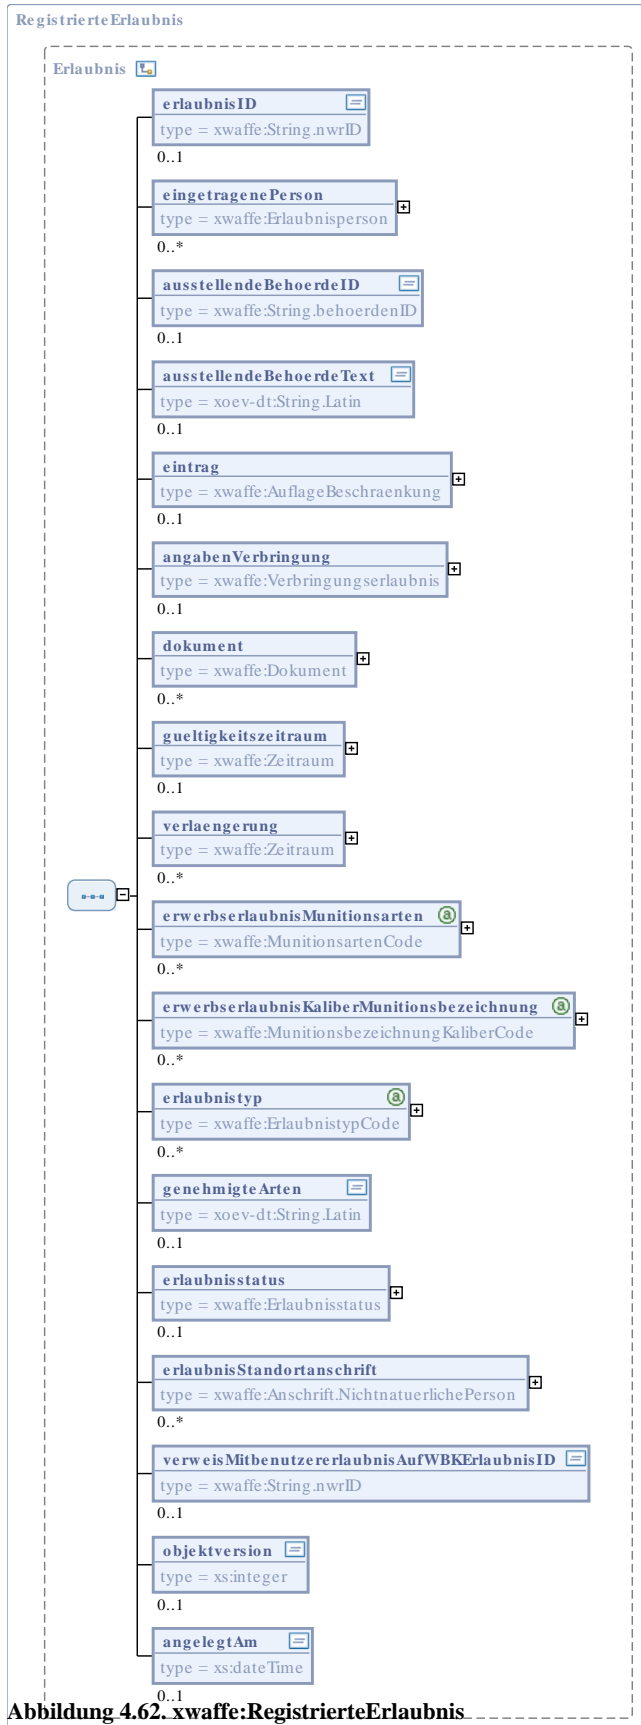 RegistrierteErlaubnis
Erlaubnis
erlaubnisID
type = xwaffe:String.nwrID
0..1
eingetragenePerson
type = xwaffe:Erlaubnisperson
0..*
ausstellendeBehoerdeID
type = xwaffe:String.behoerdenID
0..1
ausstellendeBehoerdeText
type = xoev-dt:String.Latin
0..1
eintrag
type = xwaffe:AuflageBeschraenkung
0..1
angabenVerbringung
type = xwaffe:Verbringungserlaubnis
0..1
dokument
type = xwaffe:Dokument
0..*
gueltigkeitszeitraum
type = xwaffe:Zeitraum
0..1
verlaengerung
type = xwaffe:Zeitraum
0..*
erwerbserlaubnisMunitionsarten a
type = xwaffe:MunitionsartenCode
0..*
erwerbserlaubnisKaliberMunitionsbezeichnung a
type = xwaffe:MunitionsbezeichnungKaliberCode
0..*
erlaubnistyp a
type = xwaffe:ErlaubnistypCode
0..*
genehmigteArten
type = xoev-dt:String.Latin
0..1
erlaubnisstatus
type = xwaffe:Erlaubnisstatus
0..1
erlaubnisStandortanschrift
type = xwaffe:Anschrift.NichtnatuerlichePerson
0..*
verweisMitbenutzererlaubnisAufWBKErlaubnisID
type = xwaffe:String.nwrID
0..1
objektversion
type = xs:integer
0..1
angelegtAm
type = xs:dateTime
0..1
Abbildung 4.62. xwaffe:RegistrierteErlaubnis